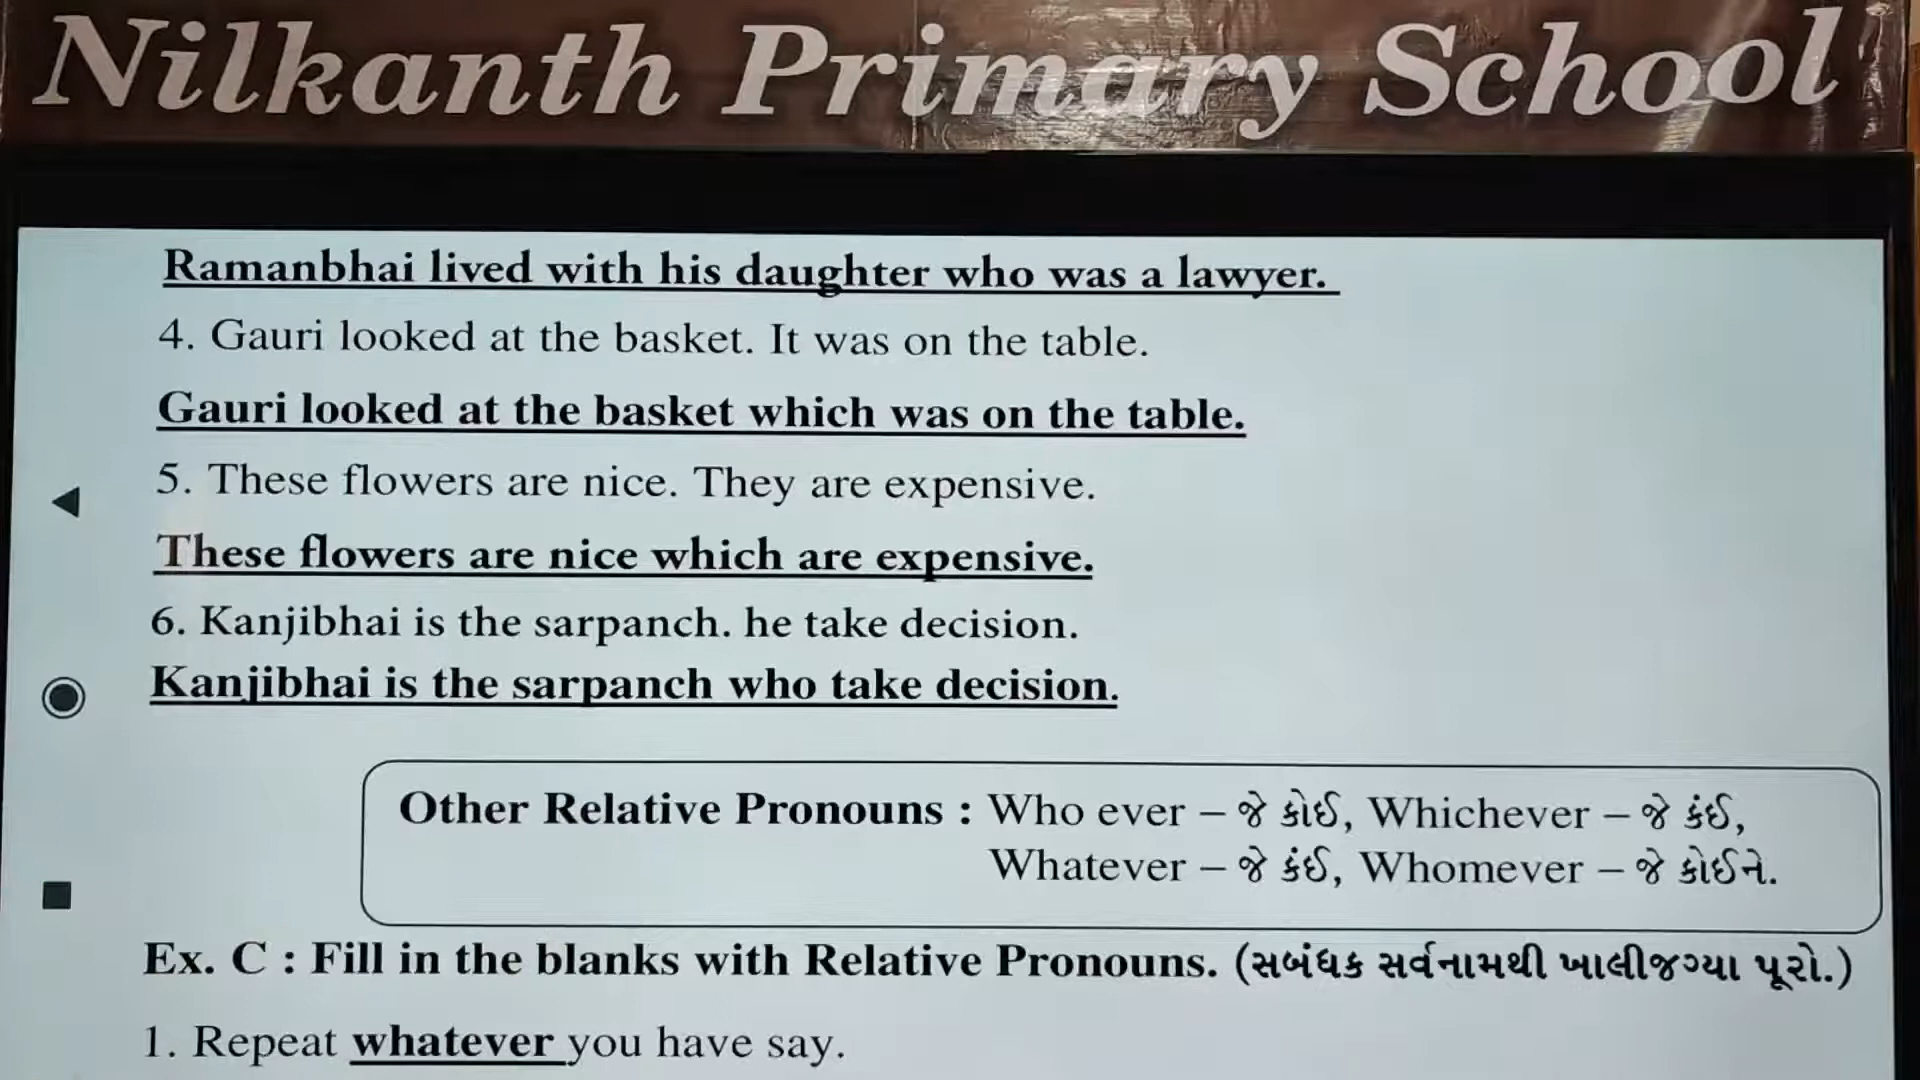 Nilkanth Primary School
Ramanbhai lived with his daughter who was a lawyer.
4. Gauri looked at the basket. It was on the table.
Gauri looked at the basket which was on the table.
5. These flowers are nice. They are expensive.
These flowers are nice which are expensive.
6. Kanjibhai is the sarpanch. he take decision.
Kanjibhai is the sarpanch who take decision.
Other Relative Pronouns : Who ever – જે કોઈ, Whichever – જે કંઈ,
Whatever – જે કંઈ, Whomever – જે કોઈને.
Ex. C : Fill in the blanks with Relative Pronouns. (સબંધક સર્વનામથી ખાલીજગ્યા પૂરો.)
1. Repeat whatever you have say.